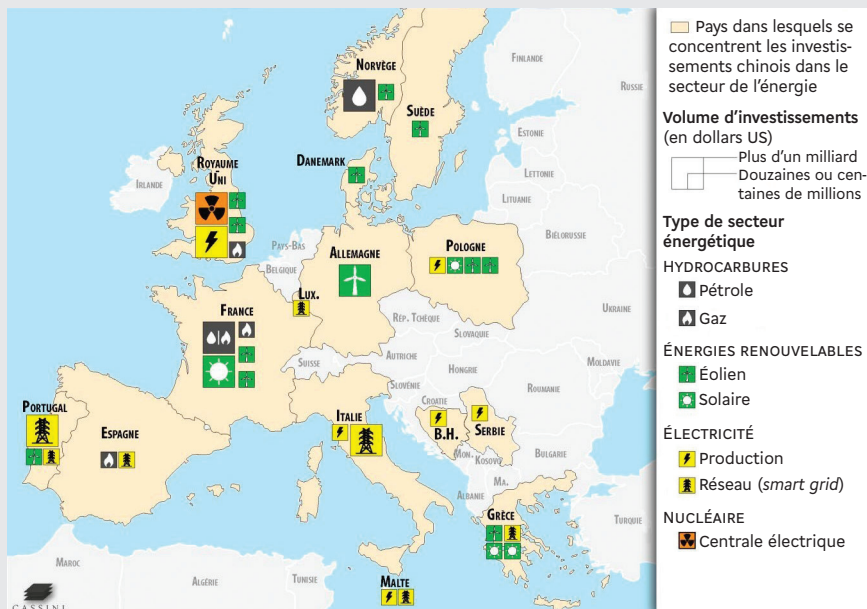 NORVÈGE
FINLANDE
RUSSIE
SUÈDE
ESTONIE
ROYAUME-
UNI
DANEMARK
LETTONIE
IRLANDE
LITUANIE
BIÉLORUSSIE
PAYS-BAS
ALLEMAGNE
POLOGNE
BELGIQUE
LUX.
UKRAINE
FRANCE
RÉP. TCHÈQUE
SLOVAQUIE
SUISSE
AUTRICHE
HONGRIE
MOLDAVIE
SLOVÉNIE
ROUMANIE
CROATIE
PORTUGAL
ITALIE
B.H.
SERBIE
ESPAGNE
MON.
KOSOVO
BULGARIE
MA.
ALBANIE
GRÈCE
TURQUIE
MAROC
ALGÉRIE
TUNISIE
MALTE
CASSINI
Pays dans lesquels se
concentrent les investis-
sements chinois dans le
secteur de l'énergie
Volume d'investissements
(en dollars US)
Plus d'un milliard
Douzaines ou cen-
taines de millions
Type de secteur
énergétique
HYDROCARBURES
Pétrole
Gaz
ÉNERGIES RENOUVELABLES
Éolien
Solaire
ÉLECTRICITÉ
Production
Réseau (smart grid)
NUCLÉAIRE
Centrale électrique